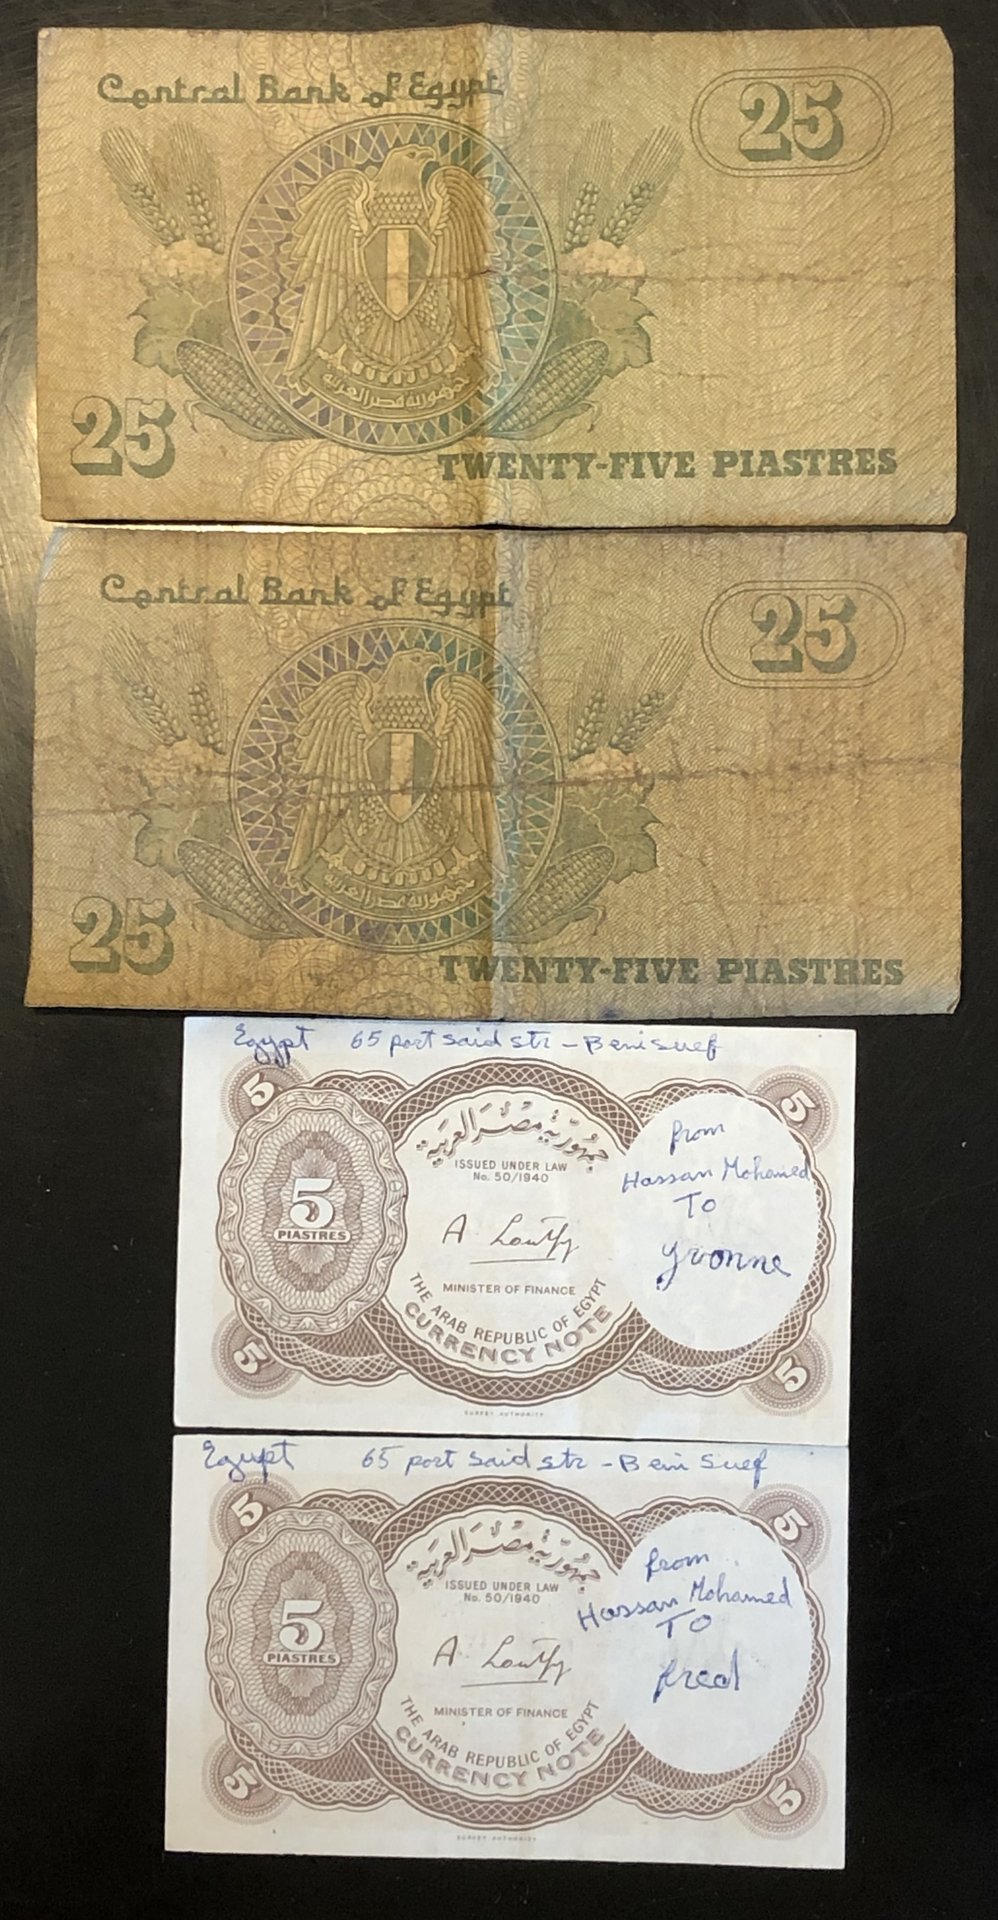 Central Bank of Egypt
25
جمهورية مصر العربية
25
TWENTY-FIVE PIASTRES
Central Bank of Egypt
25
جمهورية مصر العربية
25
TWENTY-FIVE PIASTRES
Egypt 65 port said str - Beni suef
5
5
جمهورية مصر العربية
ISSUED UNDER LAW
No. 50/1940
from
Hassan Mohamed
To
yvonne
5
PIASTRES
A. Loutfy
MINISTER OF FINANCE
THE ARAB REPUBLIC OF EGYPT
CURRENCY NOTE
5
5
SURVEY AUTHORITY
Egypt 65 port said str - Beni suef
5
5
جمهورية مصر العربية
ISSUED UNDER LAW
No. 50/1940
from
Hassan Mohamed
TO
fred
5
PIASTRES
A. Loutfy
MINISTER OF FINANCE
THE ARAB REPUBLIC OF EGYPT
CURRENCY NOTE
5
5
SURVEY AUTHORITY